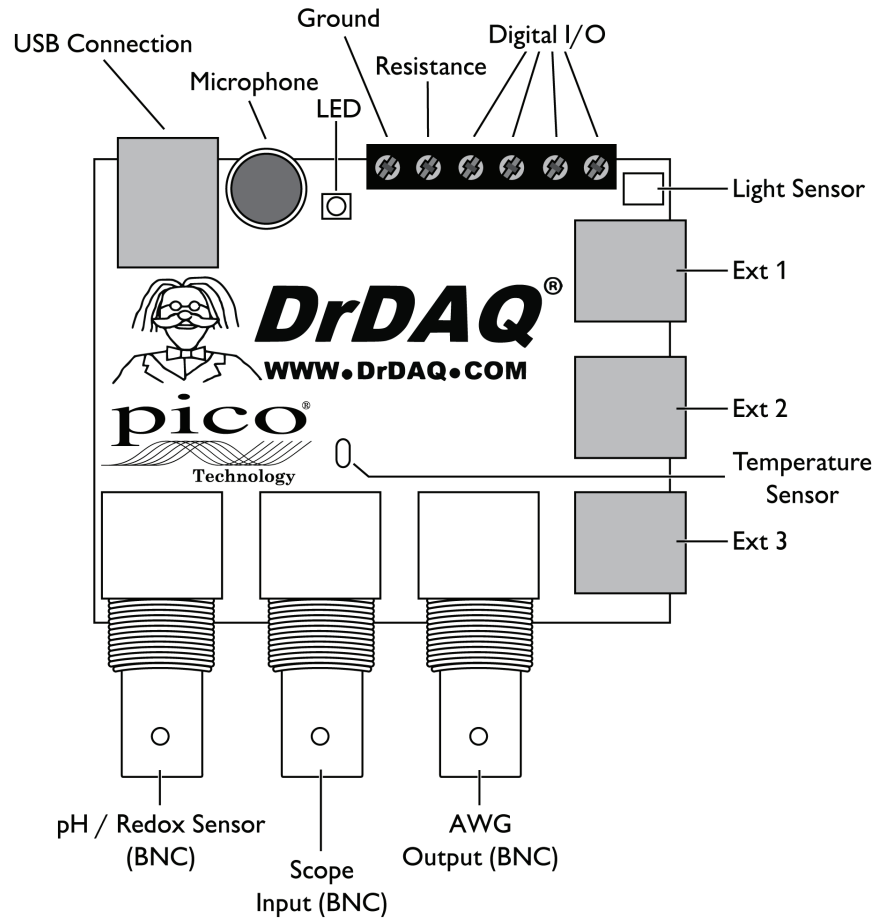 Ground
USB Connection
Digital I/O
Resistance
Microphone
LED
Light Sensor
Ext 1
DrDAQ®
WWW.DrDAQ.COM
Ext 2
pico®
Technology
Temperature
Sensor
Ext 3
pH / Redox Sensor
(BNC)
Scope
Input (BNC)
AWG
Output (BNC)